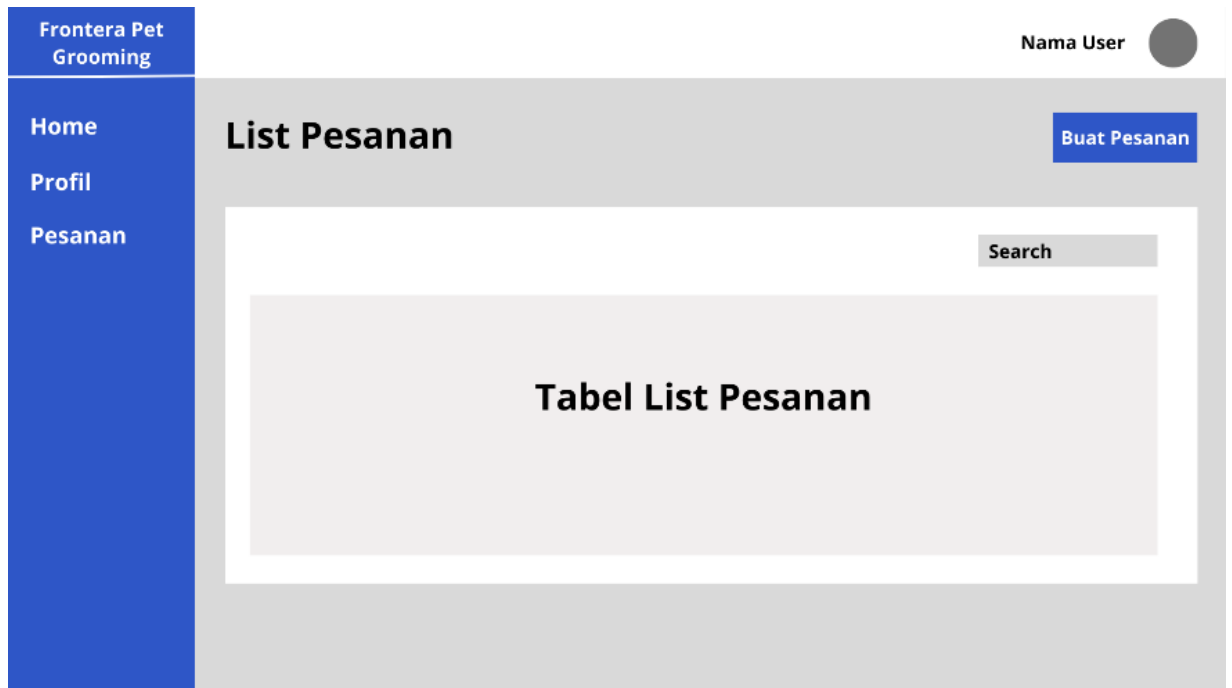 Frontera Pet
Grooming
Nama User
Home
Profil
Pesanan
List Pesanan
Buat Pesanan
Search
Tabel List Pesanan